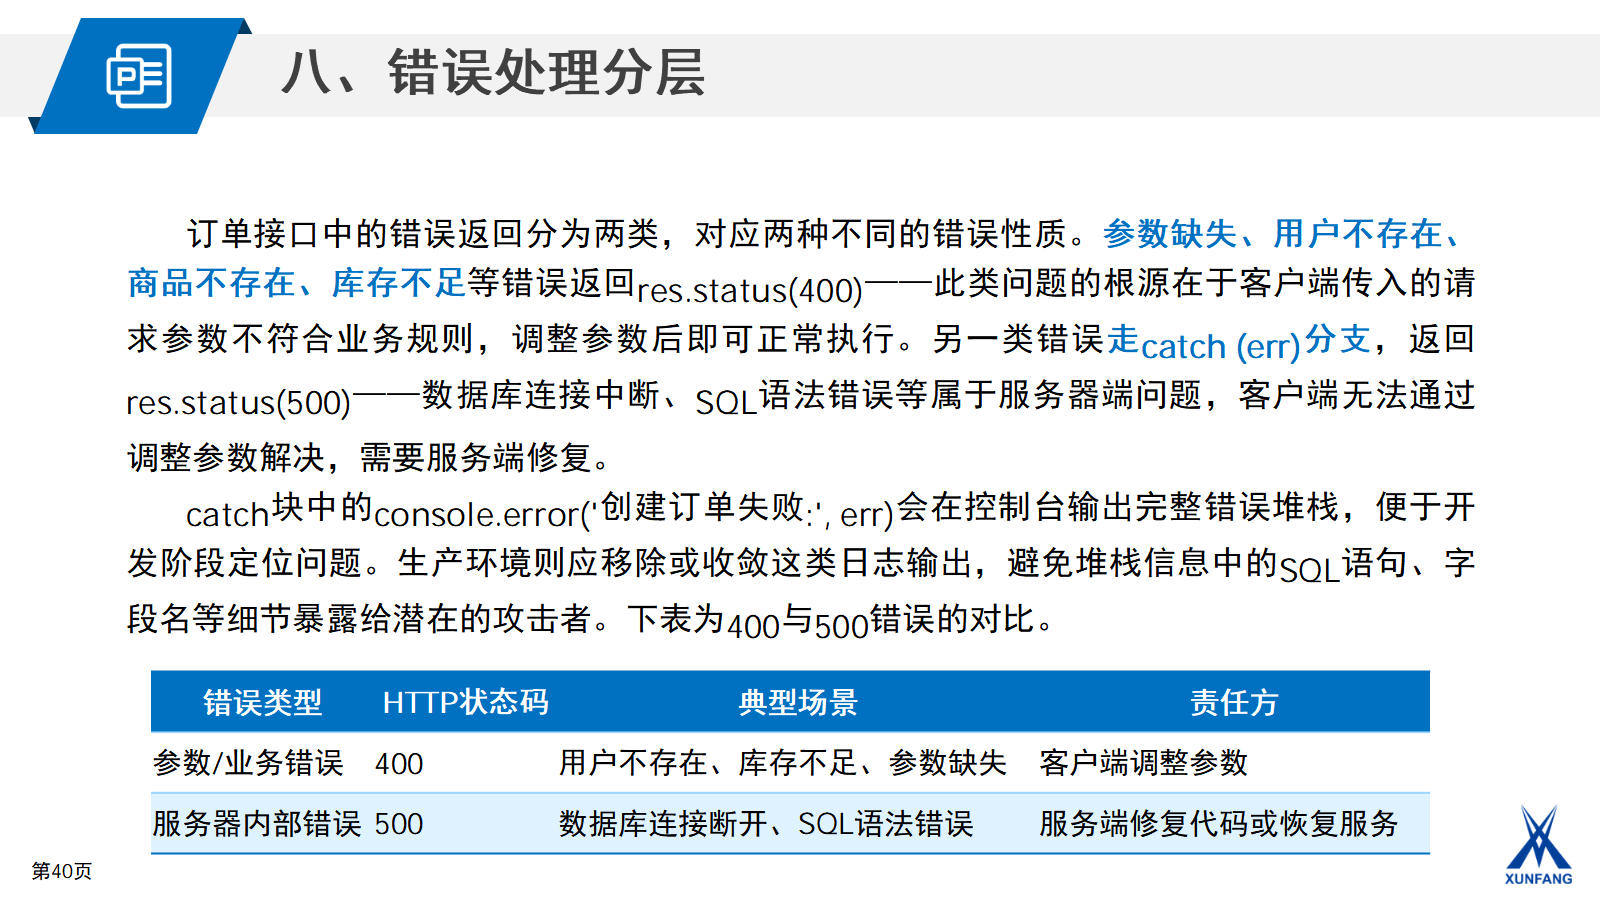 八、错误处理分层
订单接口中的错误返回分为两类，对应两种不同的错误性质。参数缺失、用户不存在、
商品不存在、库存不足等错误返回res.status(400)——此类问题的根源在于客户端传入的请
求参数不符合业务规则，调整参数后即可正常执行。另一类错误走catch (err)分支，返回
res.status(500)——数据库连接中断、SQL语法错误等属于服务器端问题，客户端无法通过
调整参数解决，需要服务端修复。
catch块中的console.error('创建订单失败:', err)会在控制台输出完整错误堆栈，便于开
发阶段定位问题。生产环境则应移除或收敛这类日志输出，避免堆栈信息中的SQL语句、字
段名等细节暴露给潜在的攻击者。下表为400与500错误的对比。
错误类型 HTTP状态码 典型场景 责任方
参数/业务错误 400 用户不存在、库存不足、参数缺失 客户端调整参数
服务器内部错误 500 数据库连接断开、SQL语法错误 服务端修复代码或恢复服务
第40页
XUNFANG